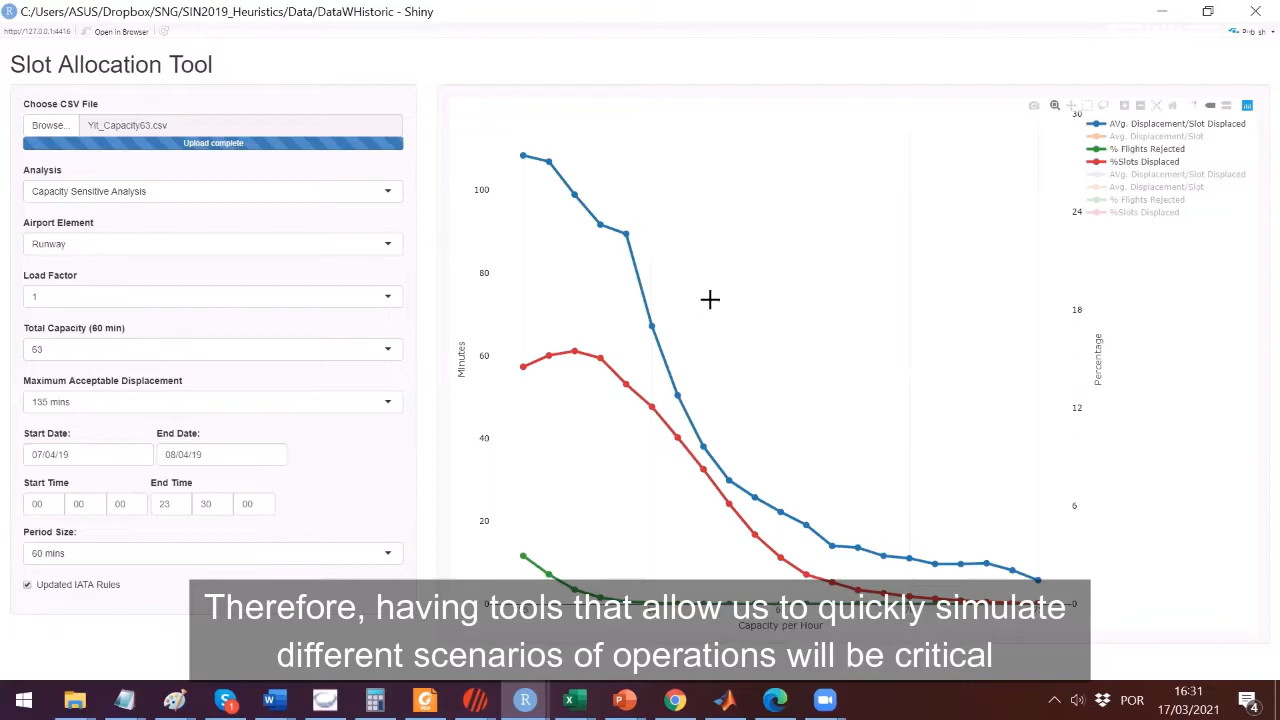 C:/Users/ASUS/Dropbox/SNG/SIN2019_Heuristics/Data/DataWHistoric - Shiny
http://127.0.0.1:4416 Open in Browser
Slot Allocation Tool
Choose CSV File
Browse... Yit_Capacity63.csv
Upload complete
Analysis
Capacity Sensitive Analysis
Airport Element
Runway
Load Factor
1
Total Capacity (60 min)
63
Maximum Acceptable Displacement
135 mins
Start Date: End Date:
07/04/19 08/04/19
Start Time End Time
00 00 00 23 30 00
Period Size:
60 mins
Updated IATA Rules
AVg. Displacement/Slot Displaced
Avg. Displacement/Slot
% Flights Rejected
%Slots Displaced
AVg. Displacement/Slot Displaced
Avg. Displacement/Slot
% Flights Rejected
%Slots Displaced
100
80
60
40
20
0
Minutes
30
24
18
12
6
0
Percentage
Capacity per Hour
Therefore, having tools that allow us to quickly simulate
different scenarios of operations will be critical
POR
16:31
17/03/2021
4